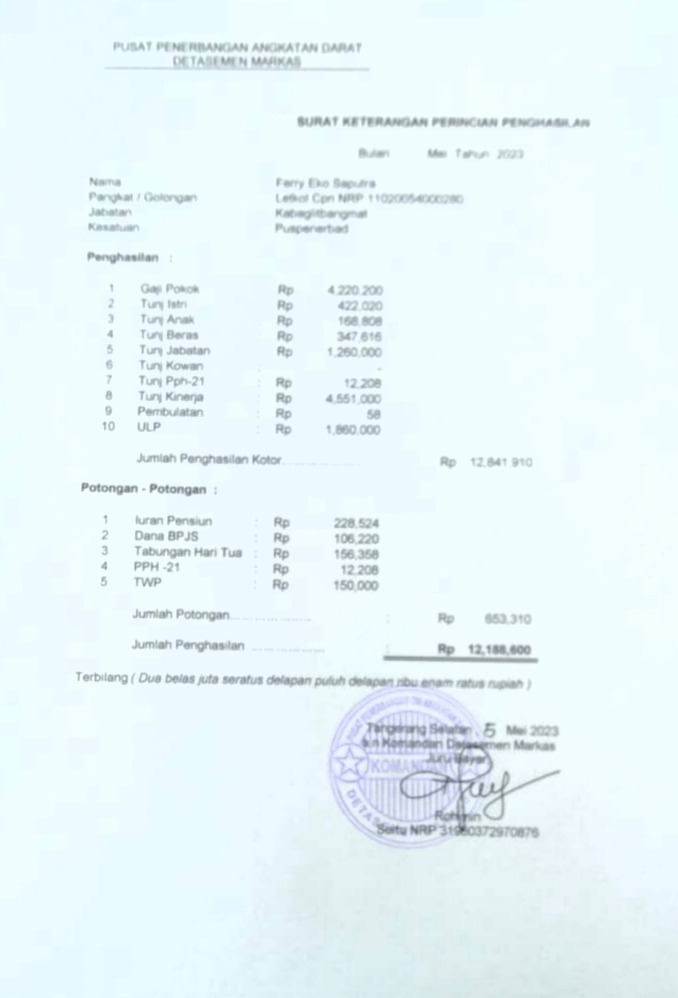 PUSAT PENERBANGAN ANGKATAN DARAT
DETASEMEN MARKAS
SURAT KETERANGAN PERINCIAN PENGHASILAN
Bulan Mei Tahun 2023
Nama Ferry Eko Saputra
Pangkat / Golongan Letkol Cpn NRP 11020054000280
Jabatan Kabaglitbangmat
Kesatuan Puspenerbad
Penghasilan :
1 Gaji Pokok Rp 4,220,200
2 Tunj Istri Rp 422,020
3 Tunj Anak Rp 168,808
4 Tunj Beras Rp 347,616
5 Tunj Jabatan Rp 1,260,000
6 Tunj Kowan : -
7 Tunj Pph-21 : Rp 12,208
8 Tunj Kinerja : Rp 4,551,000
9 Pembulatan : Rp 58
10 ULP : Rp 1,860,000
Jumlah Penghasilan Kotor.................... Rp 12,841,910
Potongan - Potongan :
1 Iuran Pensiun : Rp 228,524
2 Dana BPJS : Rp 106,220
3 Tabungan Hari Tua : Rp 156,358
4 PPH -21 : Rp 12,208
5 TWP : Rp 150,000
Jumlah Potongan.................... : Rp 653,310
Jumlah Penghasilan .................... : Rp 12,188,600
Terbilang ( Dua belas juta seratus delapan puluh delapan ribu enam ratus rupiah )
Tangerang Selatan, 5 Mei 2023
a.n Komandan Detasemen Markas
Juru Bayar
KOMANDAN
Rohimin
Sertu NRP 31960372970876